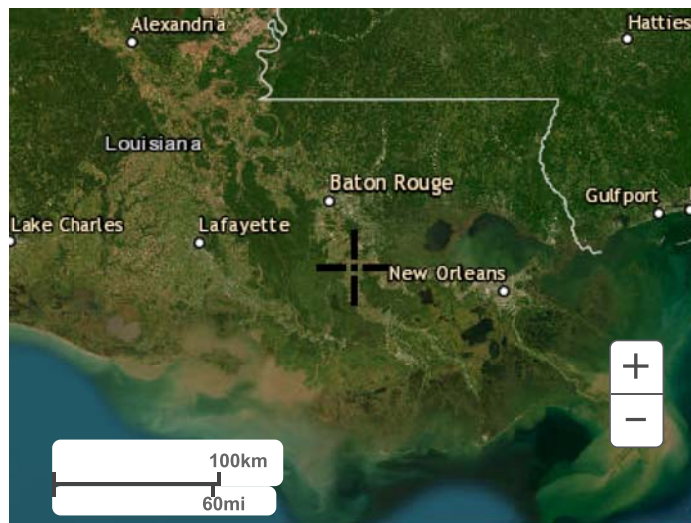 Alexandria
Hatties
Louisiana
Baton Rouge
Gulfport
Lake Charles
Lafayette
New Orleans
+
−
100km
60mi